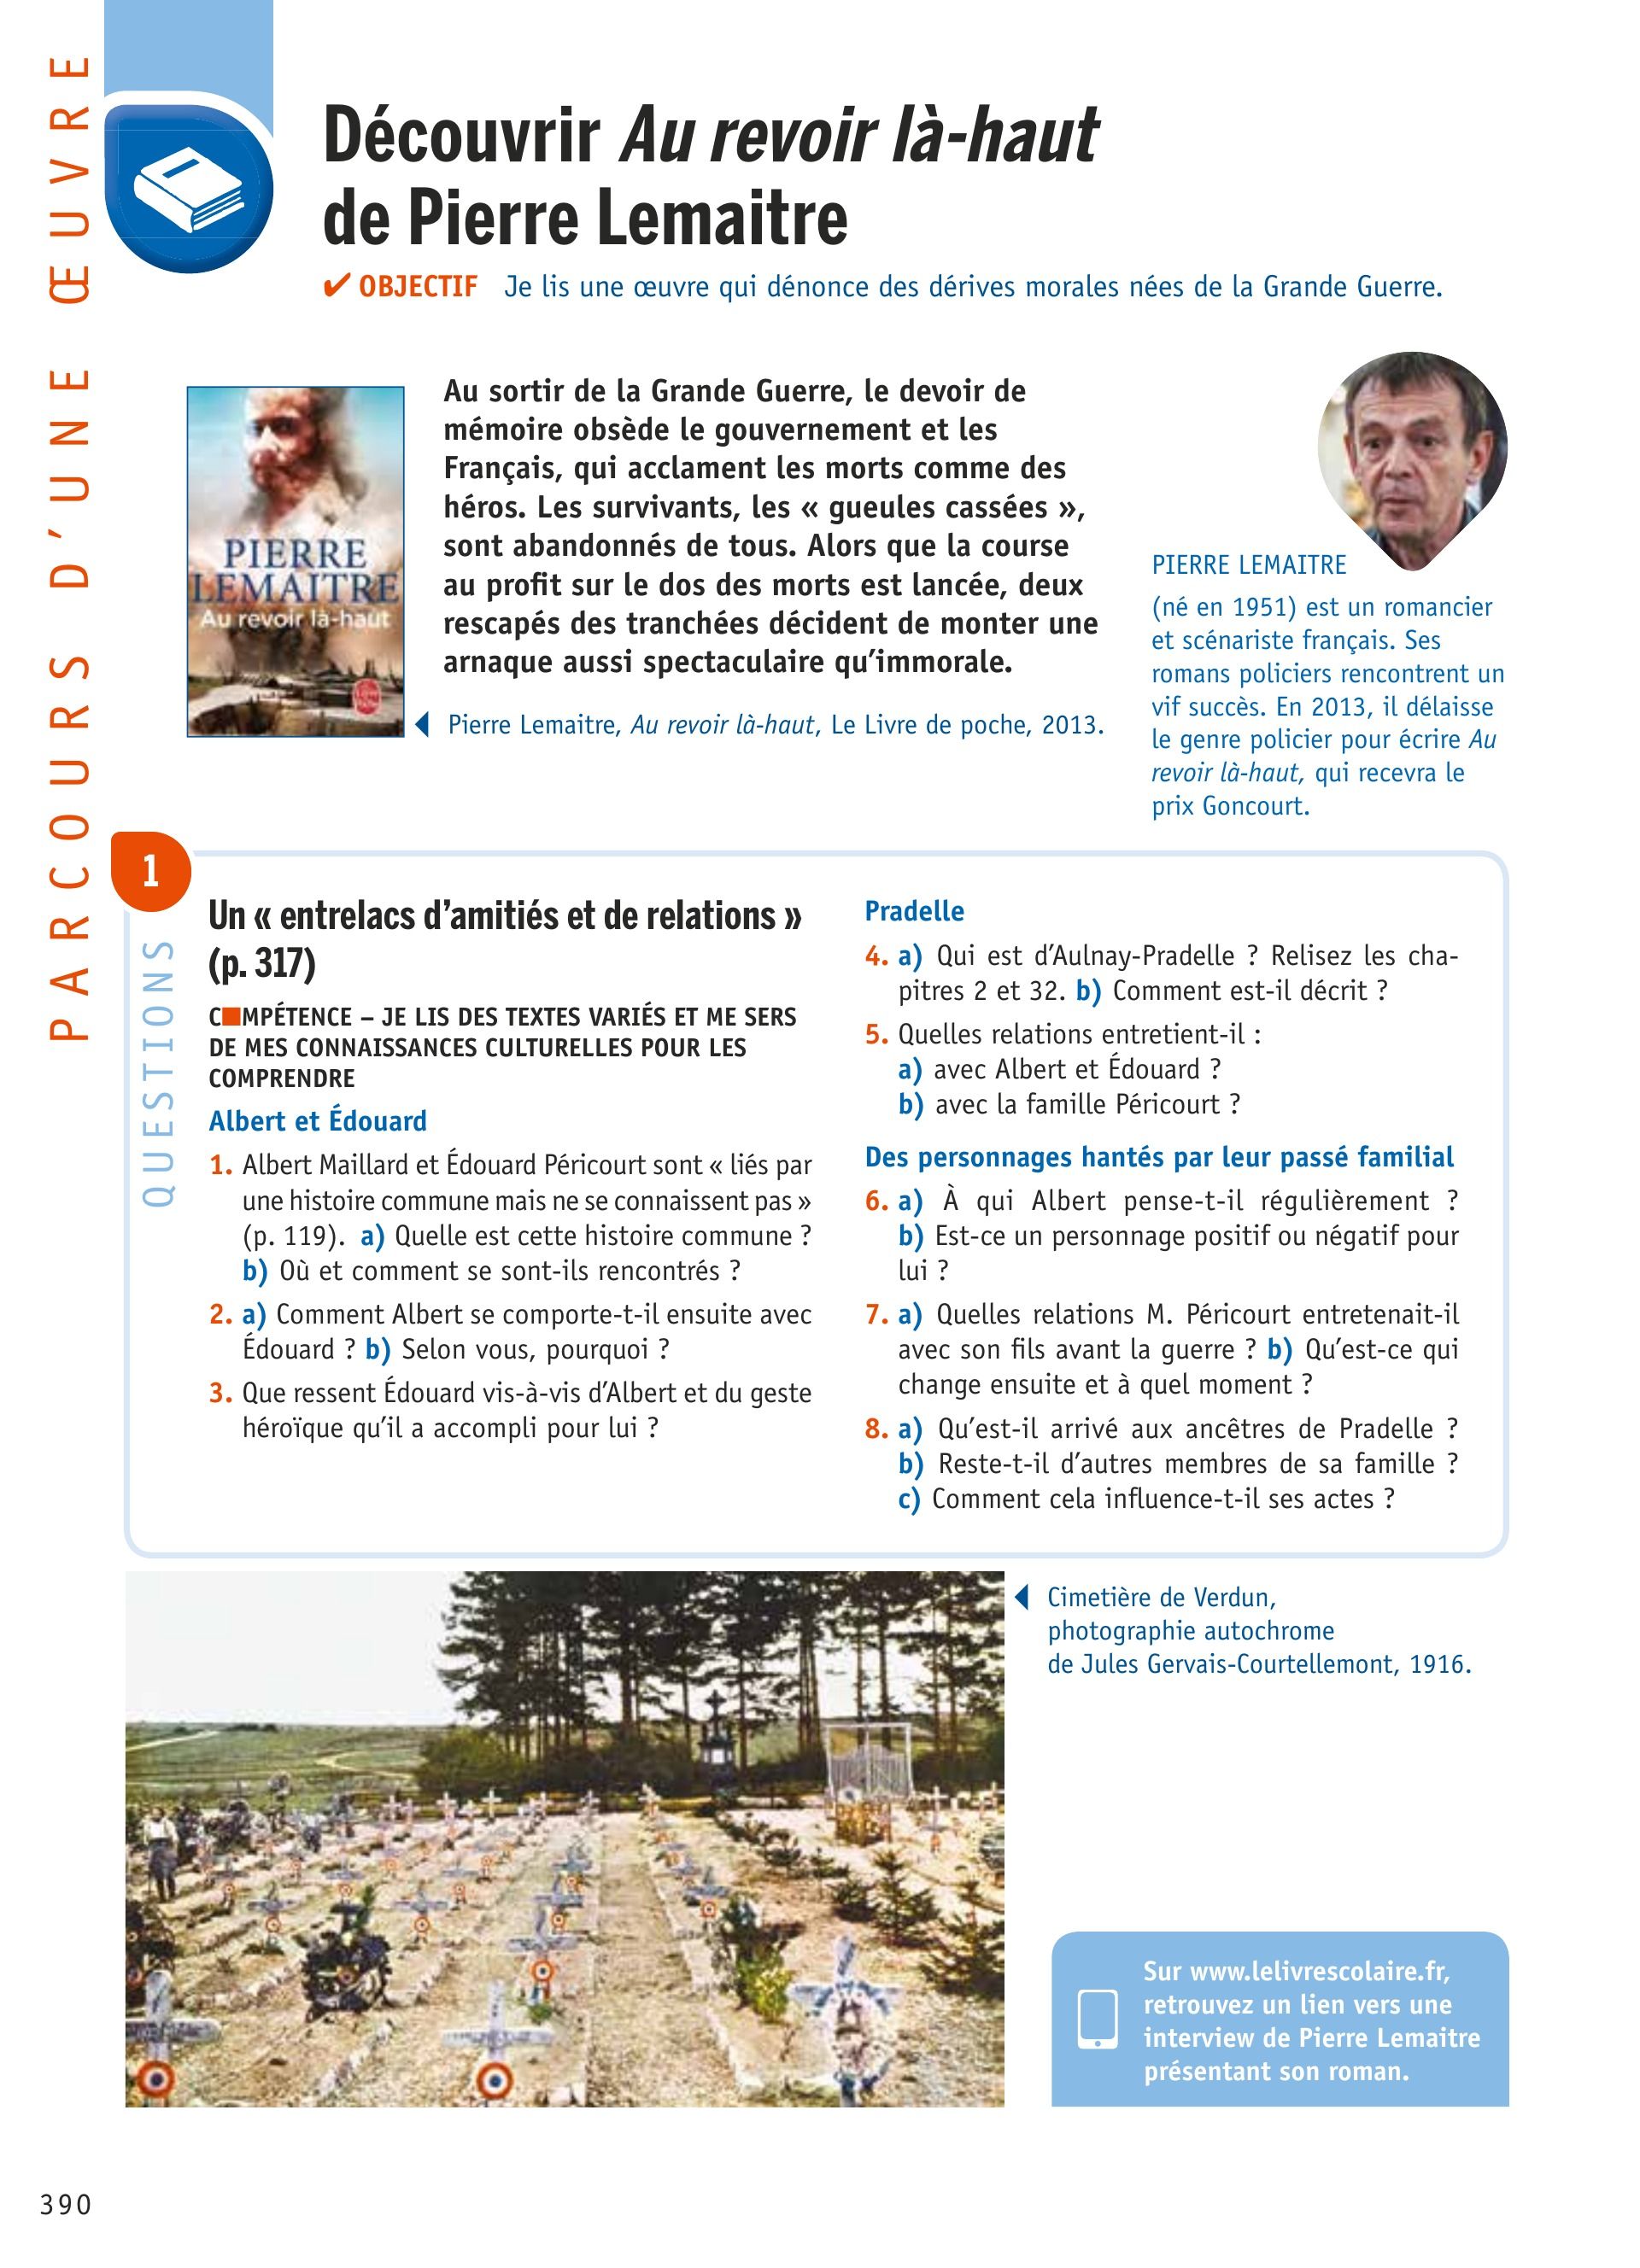 PARCOURS D'UNE ŒUVRE
Découvrir Au revoir là-haut
de Pierre Lemaitre
✔ OBJECTIF Je lis une œuvre qui dénonce des dérives morales nées de la Grande Guerre.
PIERRE
LEMAITRE
Au revoir là-haut
Au sortir de la Grande Guerre, le devoir de
mémoire obsède le gouvernement et les
Français, qui acclament les morts comme des
héros. Les survivants, les « gueules cassées »,
sont abandonnés de tous. Alors que la course
au profit sur le dos des morts est lancée, deux
rescapés des tranchées décident de monter une
arnaque aussi spectaculaire qu'immorale.
Pierre Lemaitre, Au revoir là-haut, Le Livre de poche, 2013.
PIERRE LEMAITRE
(né en 1951) est un romancier
et scénariste français. Ses
romans policiers rencontrent un
vif succès. En 2013, il délaisse
le genre policier pour écrire Au
revoir là-haut, qui recevra le
prix Goncourt.
1
QUESTIONS
Un « entrelacs d'amitiés et de relations »
(p. 317)
C■MPÉTENCE – JE LIS DES TEXTES VARIÉS ET ME SERS
DE MES CONNAISSANCES CULTURELLES POUR LES
COMPRENDRE
Albert et Édouard
1. Albert Maillard et Édouard Péricourt sont « liés par
une histoire commune mais ne se connaissent pas »
(p. 119). a) Quelle est cette histoire commune ?
b) Où et comment se sont-ils rencontrés ?
2. a) Comment Albert se comporte-t-il ensuite avec
Édouard ? b) Selon vous, pourquoi ?
3. Que ressent Édouard vis-à-vis d'Albert et du geste
héroïque qu'il a accompli pour lui ?
Pradelle
4. a) Qui est d'Aulnay-Pradelle ? Relisez les cha-
pitres 2 et 32. b) Comment est-il décrit ?
5. Quelles relations entretient-il :
a) avec Albert et Édouard ?
b) avec la famille Péricourt ?
Des personnages hantés par leur passé familial
6. a) À qui Albert pense-t-il régulièrement ?
b) Est-ce un personnage positif ou négatif pour
lui ?
7. a) Quelles relations M. Péricourt entretenait-il
avec son fils avant la guerre ? b) Qu'est-ce qui
change ensuite et à quel moment ?
8. a) Qu'est-il arrivé aux ancêtres de Pradelle ?
b) Reste-t-il d'autres membres de sa famille ?
c) Comment cela influence-t-il ses actes ?
Cimetière de Verdun,
photographie autochrome
de Jules Gervais-Courtellemont, 1916.
Sur www.lelivrescolaire.fr,
retrouvez un lien vers une
interview de Pierre Lemaitre
présentant son roman.
390